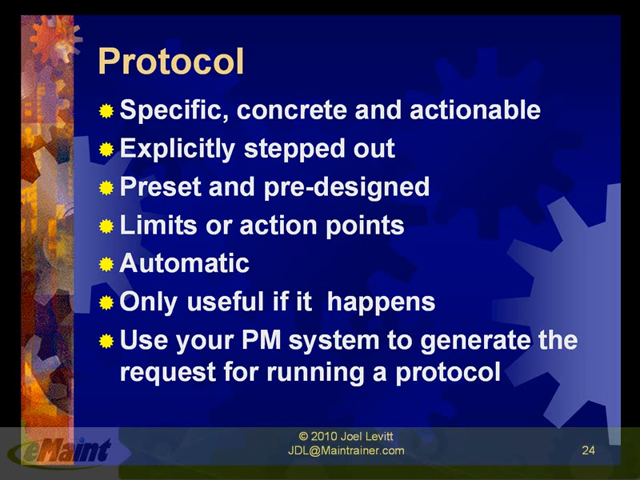 Protocol
Specific, concrete and actionable
Explicitly stepped out
Preset and pre-designed
Limits or action points
Automatic
Only useful if it  happens
Use your PM system to generate the
request for running a protocol
© 2010 Joel Levitt
JDL@Maintrainer.com
24
eMaint